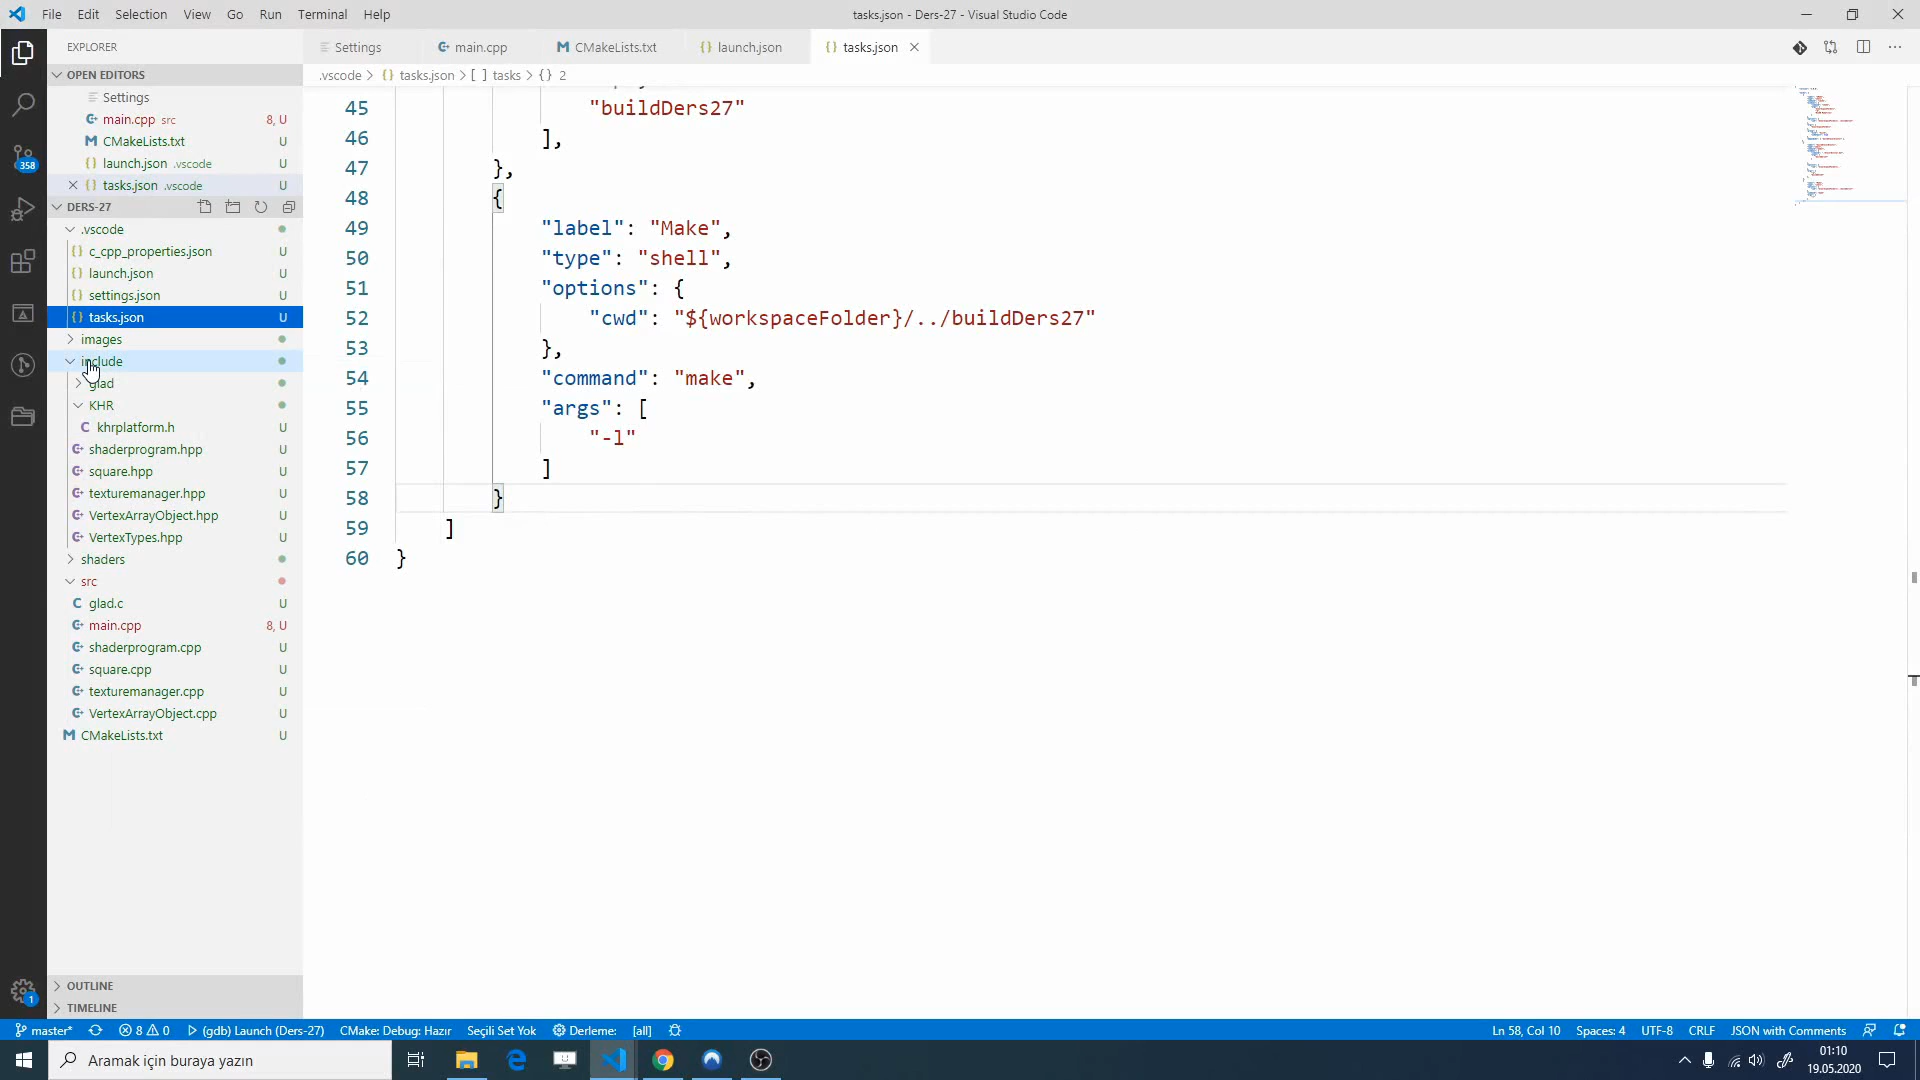 File Edit Selection View Go Run Terminal Help
tasks.json - Ders-27 - Visual Studio Code
EXPLORER
OPEN EDITORS
Settings
main.cpp src 8, U
CMakeLists.txt U
launch.json .vscode U
tasks.json .vscode U
DERS-27
.vscode
c_cpp_properties.json U
launch.json U
settings.json U
tasks.json U
images
include
glad
KHR
khrplatform.h U
shaderprogram.hpp U
square.hpp U
texturemanager.hpp U
VertexArrayObject.hpp U
VertexTypes.hpp U
shaders
src
glad.c U
main.cpp 8, U
shaderprogram.cpp U
square.cpp U
texturemanager.cpp U
VertexArrayObject.cpp U
CMakeLists.txt U
OUTLINE
TIMELINE
358
1
Settings main.cpp CMakeLists.txt launch.json tasks.json
.vscode > {} tasks.json > [ ] tasks > {} 2
45 "buildDers27"
46 ],
47 },
48 {
49 "label": "Make",
50 "type": "shell",
51 "options": {
52 "cwd": "${workspaceFolder}/../buildDers27"
53 },
54 "command": "make",
55 "args": [
56 "-l"
57 ]
58 }
59 ]
60 }
master* 8 0 (gdb) Launch (Ders-27) CMake: Debug: Hazır Seçili Set Yok Derleme: [all]
Ln 58, Col 10 Spaces: 4 UTF-8 CRLF JSON with Comments
Aramak için buraya yazın
01:10
19.05.2020